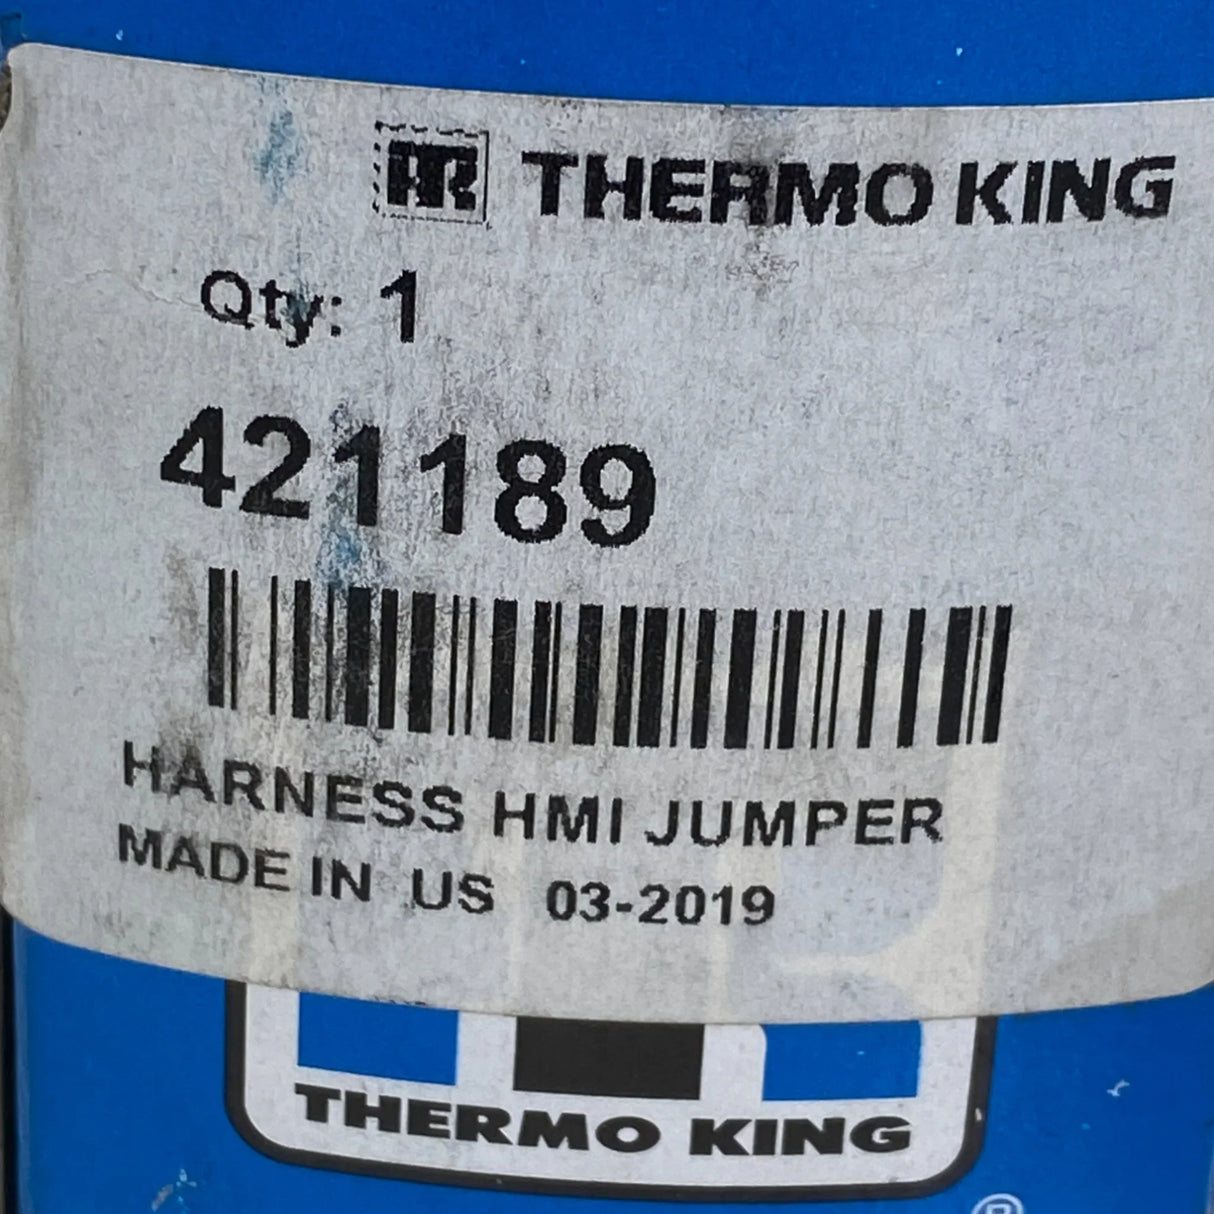 THERMO KING
Qty: 1
421189
HARNESS HMI JUMPER
MADE IN US 03-2019
THERMO KING
®